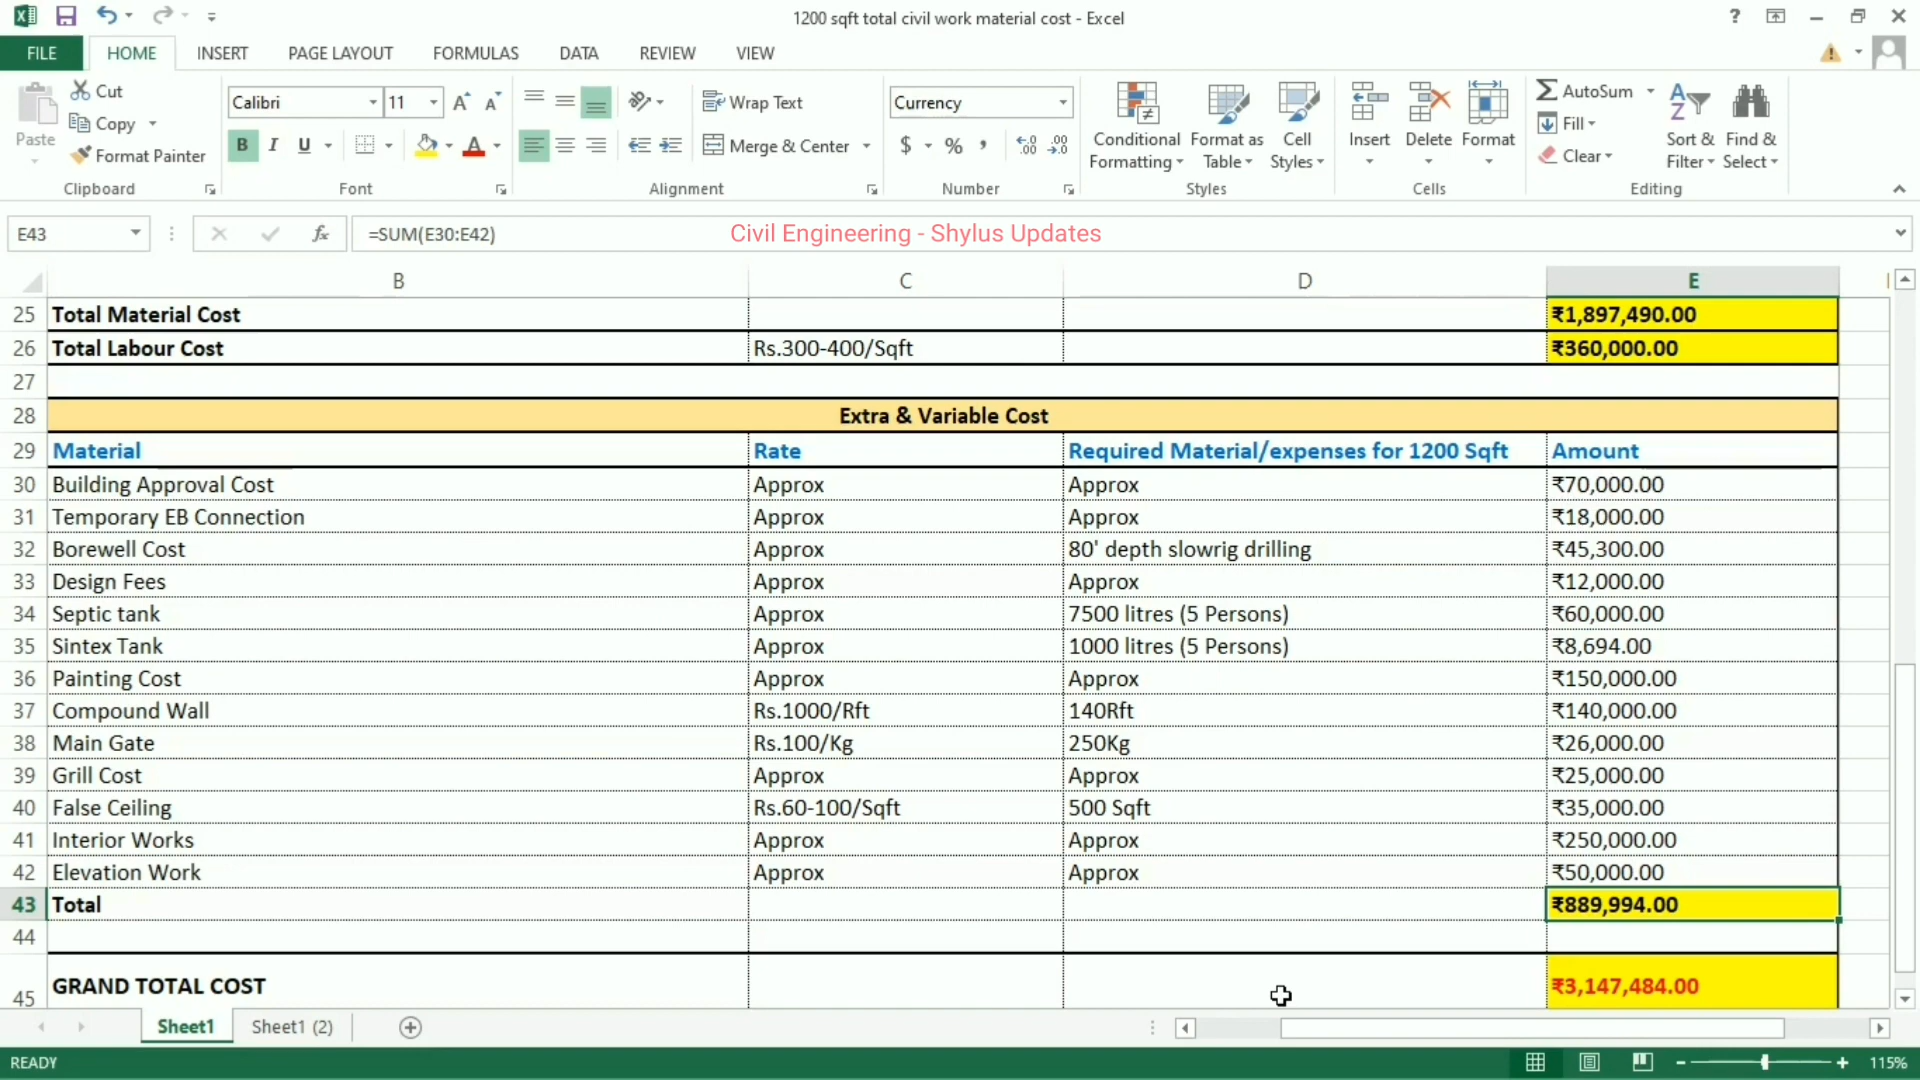 1200 sqft total civil work material cost - Excel
FILE HOME INSERT PAGE LAYOUT FORMULAS DATA REVIEW VIEW
Paste Cut Copy Format Painter Clipboard
Calibri 11 B I U A A A Font
Wrap Text Merge & Center Alignment
Currency $ % , Number
Conditional Formatting Format as Table Cell Styles Styles
Insert Delete Format Cells
AutoSum Fill Clear Sort & Filter Find & Select Editing
E43 fx =SUM(E30:E42) Civil Engineering - Shylus Updates
B C D E
25 Total Material Cost ₹1,897,490.00
26 Total Labour Cost Rs.300-400/Sqft ₹360,000.00
27
28 Extra & Variable Cost
29 Material Rate Required Material/expenses for 1200 Sqft Amount
30 Building Approval Cost Approx Approx ₹70,000.00
31 Temporary EB Connection Approx Approx ₹18,000.00
32 Borewell Cost Approx 80' depth slowrig drilling ₹45,300.00
33 Design Fees Approx Approx ₹12,000.00
34 Septic tank Approx 7500 litres (5 Persons) ₹60,000.00
35 Sintex Tank Approx 1000 litres (5 Persons) ₹8,694.00
36 Painting Cost Approx Approx ₹150,000.00
37 Compound Wall Rs.1000/Rft 140Rft ₹140,000.00
38 Main Gate Rs.100/Kg 250Kg ₹26,000.00
39 Grill Cost Approx Approx ₹25,000.00
40 False Ceiling Rs.60-100/Sqft 500 Sqft ₹35,000.00
41 Interior Works Approx Approx ₹250,000.00
42 Elevation Work Approx Approx ₹50,000.00
43 Total ₹889,994.00
44
45 GRAND TOTAL COST ₹3,147,484.00
Sheet1 Sheet1 (2)
READY 115%